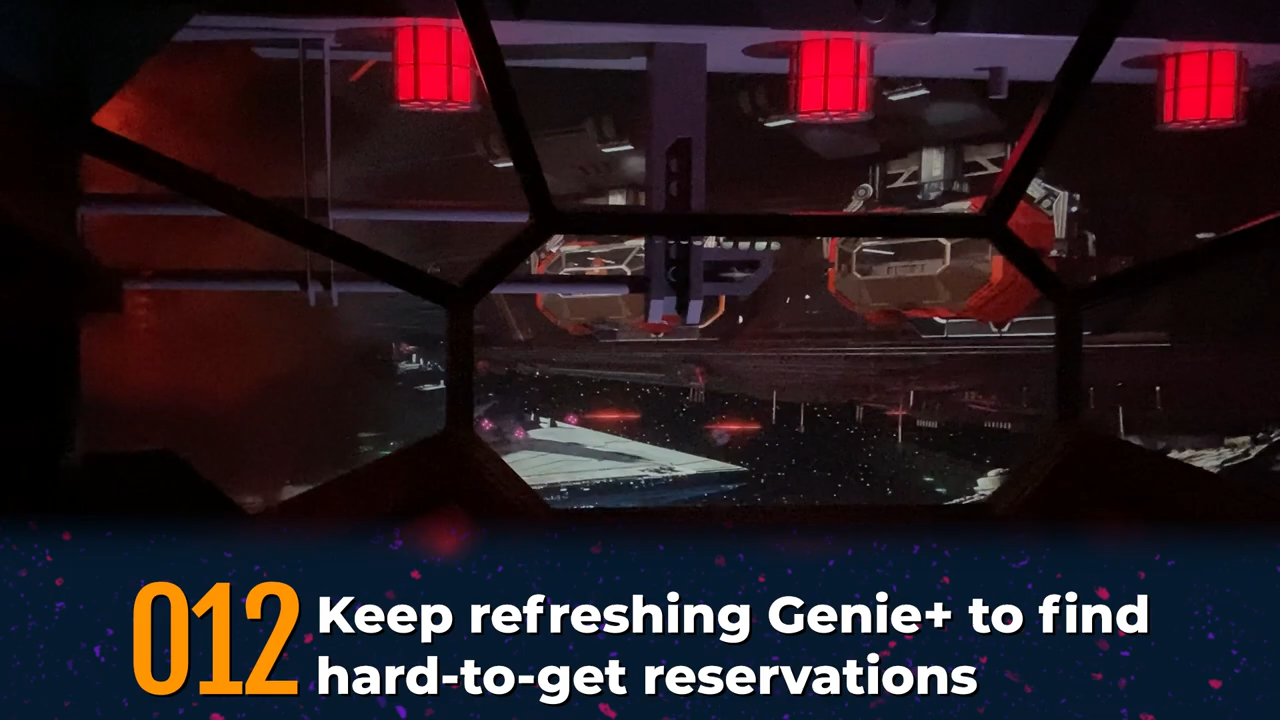 012
Keep refreshing Genie+ to find
hard-to-get reservations